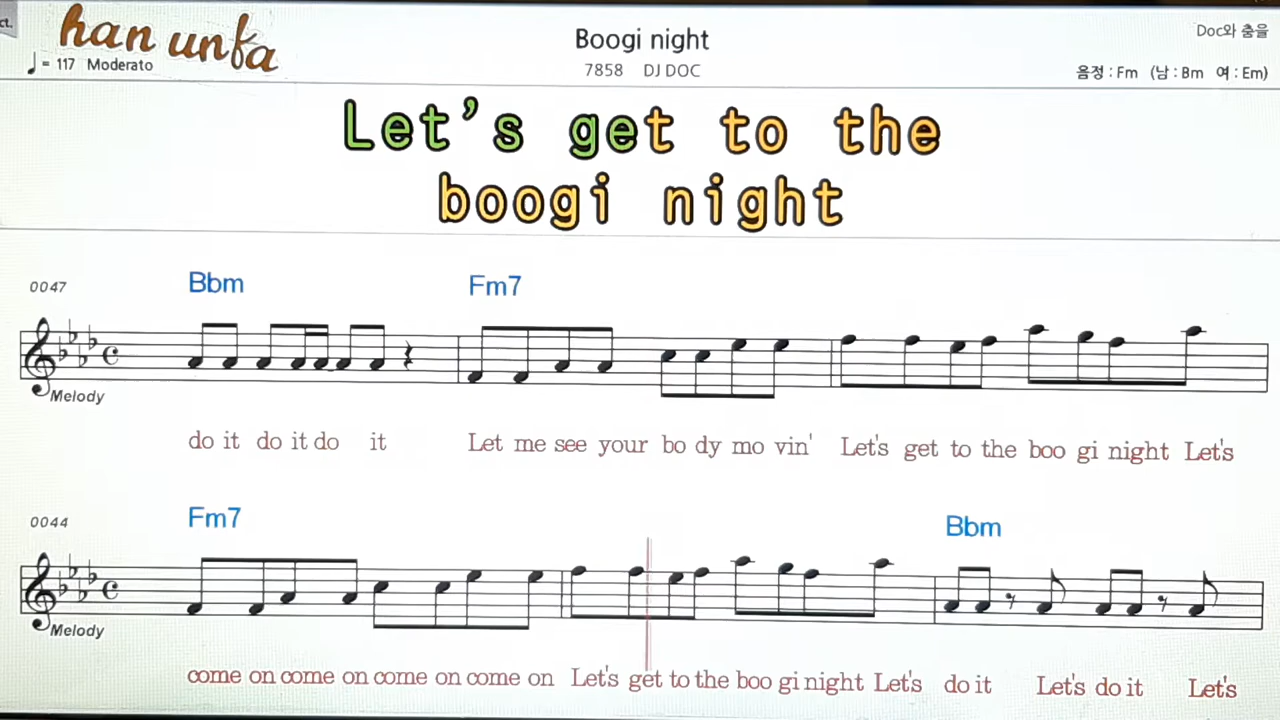 ct.
han unfa
Boogi night
Doc와 춤을
♩= 117 Moderato
7858 DJ DOC
음정 : Fm (남 : Bm 여 : Em)
Let's get to the
boogi night
0047
Bbm Fm7
Melody
do it do it do it Let me see your bo dy mo vin' Let's get to the boo gi night Let's
0044
Fm7 Bbm
Melody
come on come on come on come on Let's get to the boo gi night Let's do it Let's do it Let's